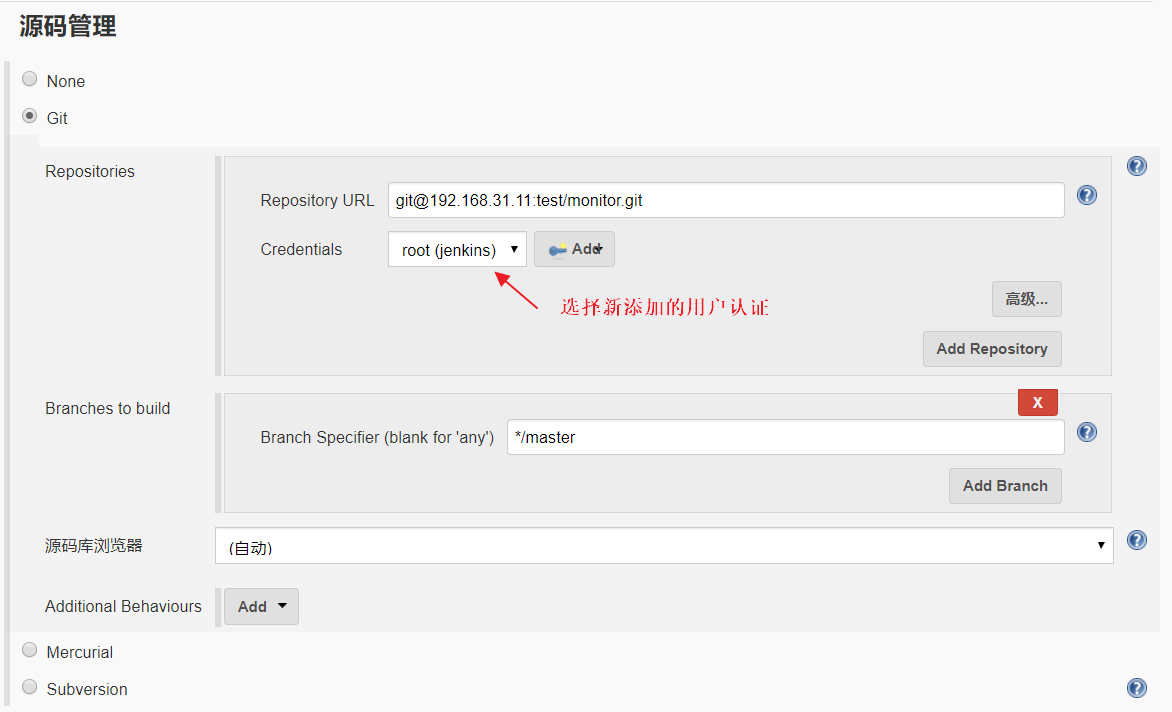 源码管理
None
Git
Repositories
Repository URL git@192.168.31.11:test/monitor.git
Credentials root (jenkins) Add
选择新添加的用户认证
高级...
Add Repository
Branches to build
X
Branch Specifier (blank for 'any') */master
Add Branch
源码库浏览器 (自动)
Additional Behaviours Add
Mercurial
Subversion